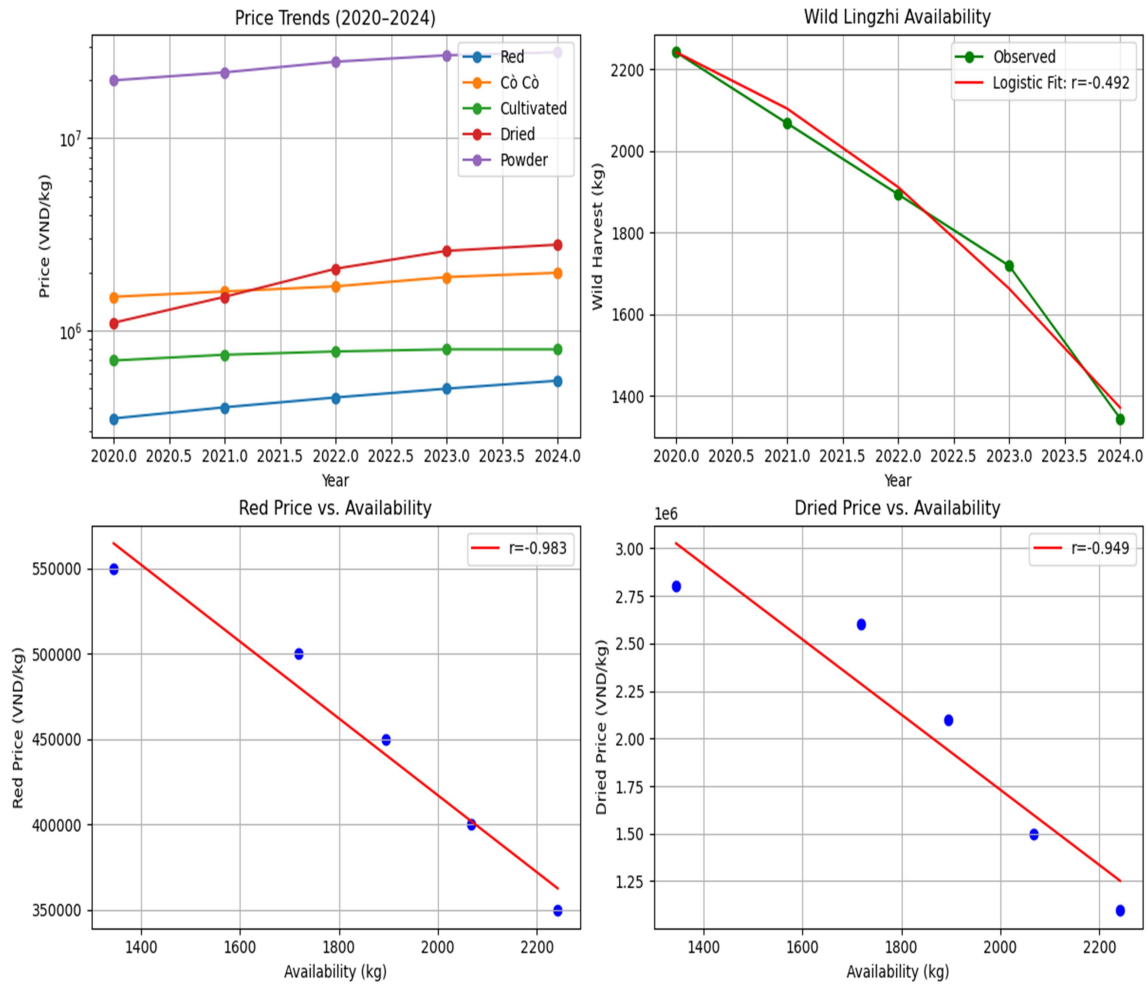 Price Trends (2020–2024)
Price (VND/kg)
10⁷
10⁶
Red
Cò Cò
Cultivated
Dried
Powder
2020.0 2020.5 2021.0 2021.5 2022.0 2022.5 2023.0 2023.5 2024.0
Year
Wild Lingzhi Availability
Wild Harvest (kg)
2200
2000
1800
1600
1400
Observed
Logistic Fit: r=-0.492
2020.0 2020.5 2021.0 2021.5 2022.0 2022.5 2023.0 2023.5 2024.0
Year
Red Price vs. Availability
Red Price (VND/kg)
550000
500000
450000
400000
350000
r=-0.983
1400 1600 1800 2000 2200
Availability (kg)
Dried Price vs. Availability
1e6
Dried Price (VND/kg)
3.00
2.75
2.50
2.25
2.00
1.75
1.50
1.25
r=-0.949
1400 1600 1800 2000 2200
Availability (kg)